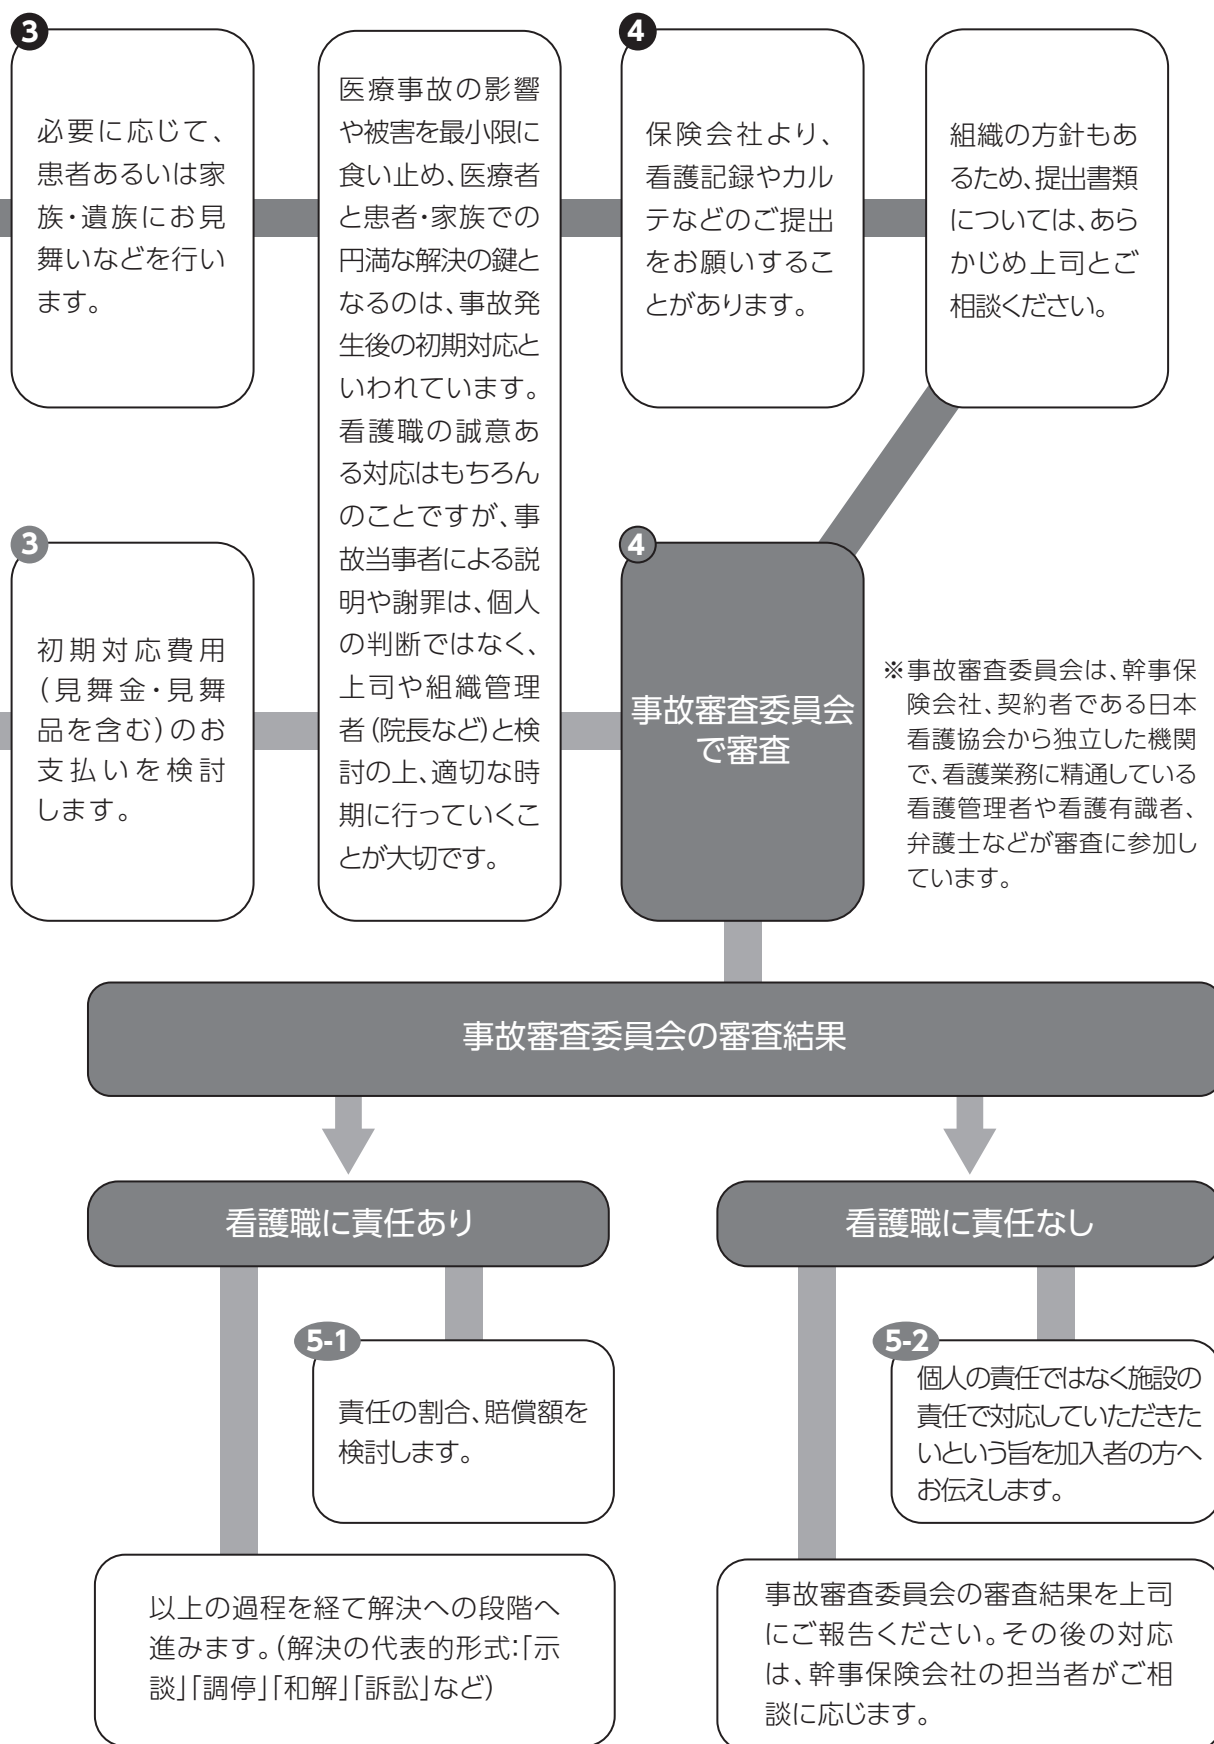 3
必要に応じて、
患者あるいは家
族・遺族にお見
舞いなどを行い
ます。
医療事故の影響
や被害を最小限に
食い止め、医療者
と患者・家族での
円満な解決の鍵と
なるのは、事故発
生後の初期対応と
いわれています。
看護職の誠意あ
る対応はもちろん
のことですが、事
故当事者による説
明や謝罪は、個人
の判断ではなく、
上司や組織管理
者(院長など)と検
討の上、適切な時
期に行っていくこ
とが大切です。
4
保険会社より、
看護記録やカル
テなどのご提出
をお願いするこ
とがあります。
組織の方針もあ
るため、提出書類
については、あら
かじめ上司とご
相談ください。
3
初期対応費用
(見舞金・見舞
品を含む)のお
支払いを検討
します。
4
事故審査委員会
で審査
※事故審査委員会は、幹事保
険会社、契約者である日本
看護協会から独立した機関
で、看護業務に精通している
看護管理者や看護有識者、
弁護士などが審査に参加し
ています。
事故審査委員会の審査結果
看護職に責任あり
看護職に責任なし
5-1
責任の割合、賠償額を
検討します。
5-2
個人の責任ではなく施設の
責任で対応していただきた
いという旨を加入者の方へ
お伝えします。
以上の過程を経て解決への段階へ
進みます。(解決の代表的形式:「示
談」「調停」「和解」「訴訟」など)
事故審査委員会の審査結果を上司
にご報告ください。その後の対応
は、幹事保険会社の担当者がご相
談に応じます。